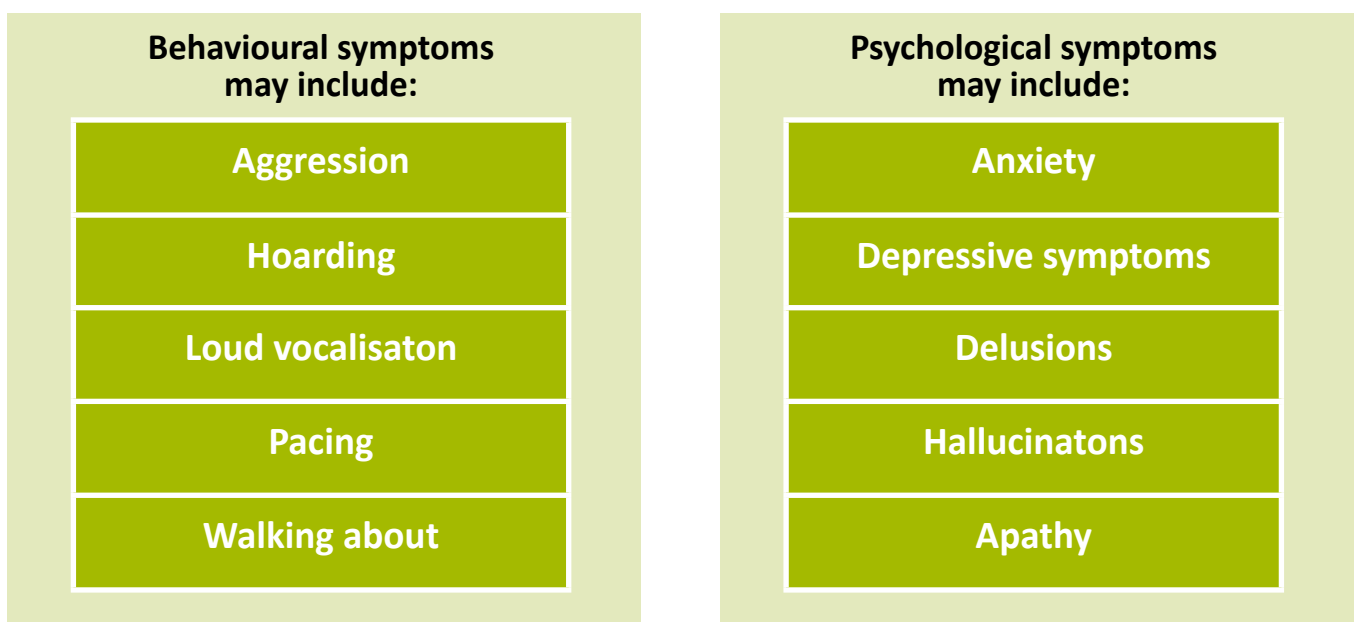 Behavioural symptoms
may include:
Aggression
Hoarding
Loud vocalisaton
Pacing
Walking about
Psychological symptoms
may include:
Anxiety
Depressive symptoms
Delusions
Hallucinatons
Apathy